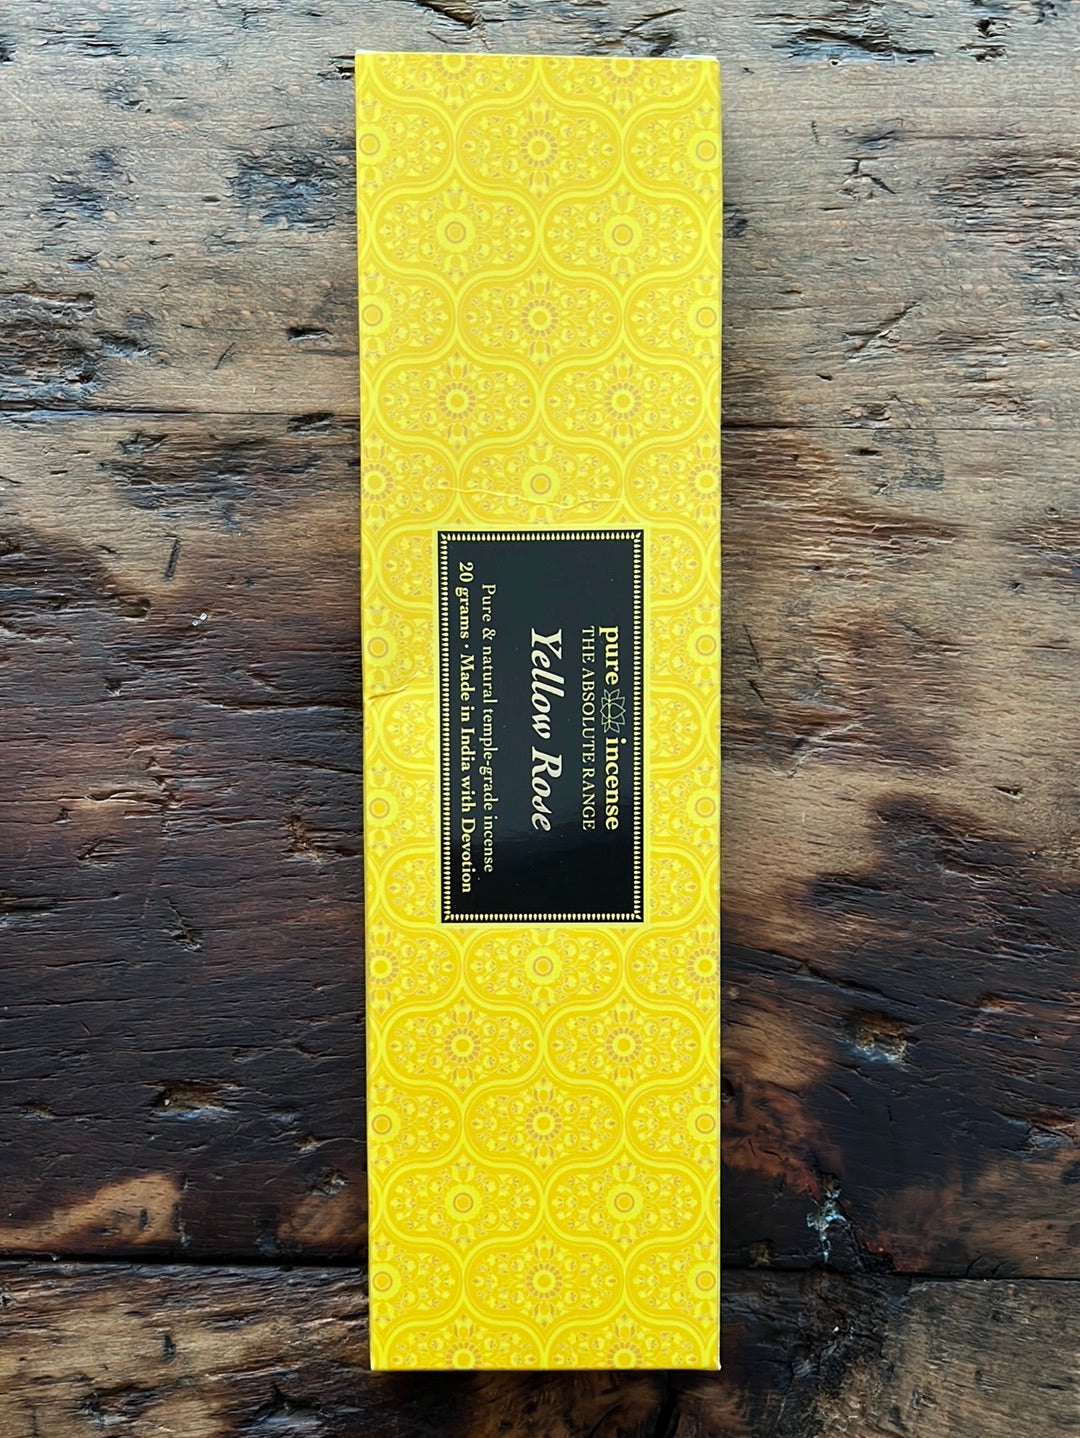 pure incense
THE ABSOLUTE RANGE
Yellow Rose
Pure & natural temple-grade incense
20 grams · Made in India with Devotion